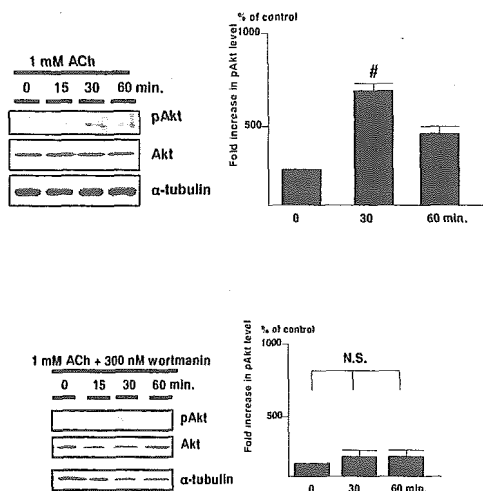 1 mM ACh
0 15 30 60 min.
pAkt
Akt
α-tubulin
% of control
1000
500
Fold increase in pAkt level
#
0 30 60 min.
1 mM ACh + 300 nM wortmanin
0 15 30 60 min.
pAkt
Akt
α-tubulin
% of control
1000
500
Fold increase in pAkt level
N.S.
0 30 60 min.